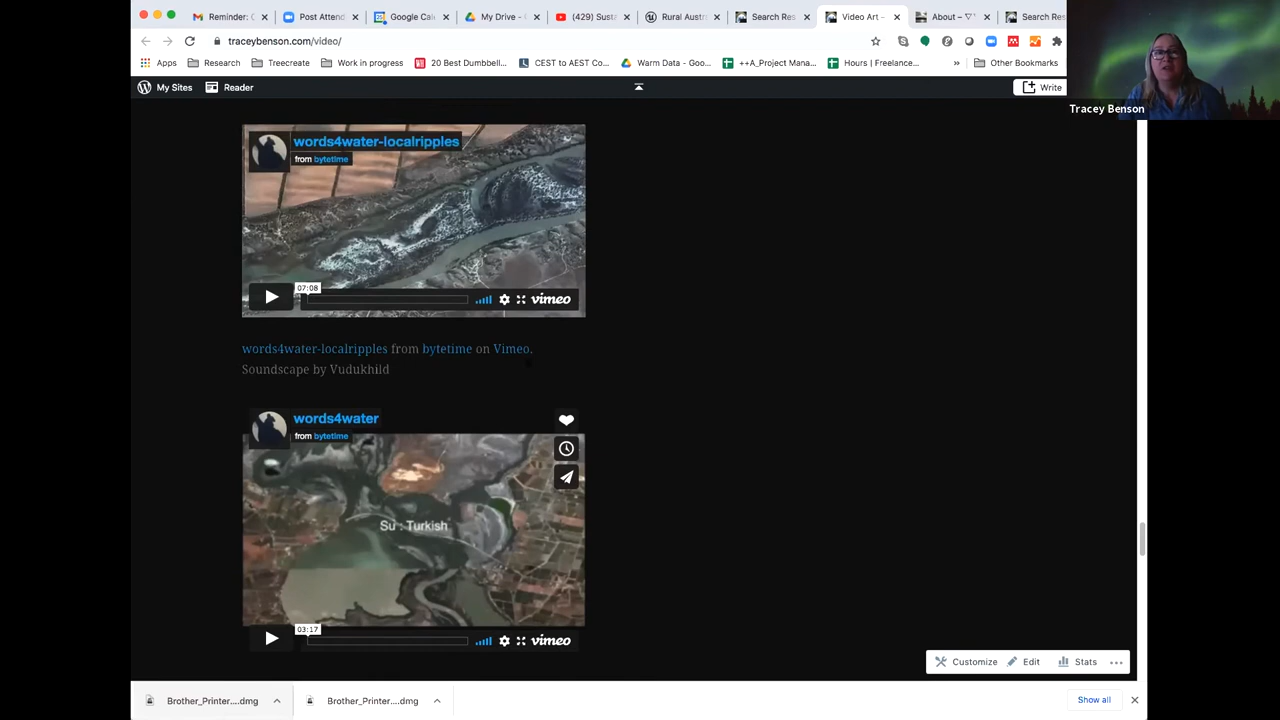 Reminder: C
Post Attend
Google Cale
My Drive - G
(429) Susta
Rural Austr
Search Res
Video Art -
About – ▽
Search Res
traceybenson.com/video/
Apps
Research
Treecreate
Work in progress
20 Best Dumbbell...
CEST to AEST Co...
Warm Data - Goo...
++A_Project Mana...
Hours | Freelance...
»
Other Bookmarks
My Sites
Reader
Write
Tracey Benson
words4water-localripples
from bytetime
07:08
vimeo
words4water-localripples from bytetime on Vimeo.
Soundscape by Vudukhild
words4water
from bytetime
Su : Turkish
03:17
vimeo
Customize
Edit
Stats
Brother_Printer....dmg
Brother_Printer....dmg
Show all